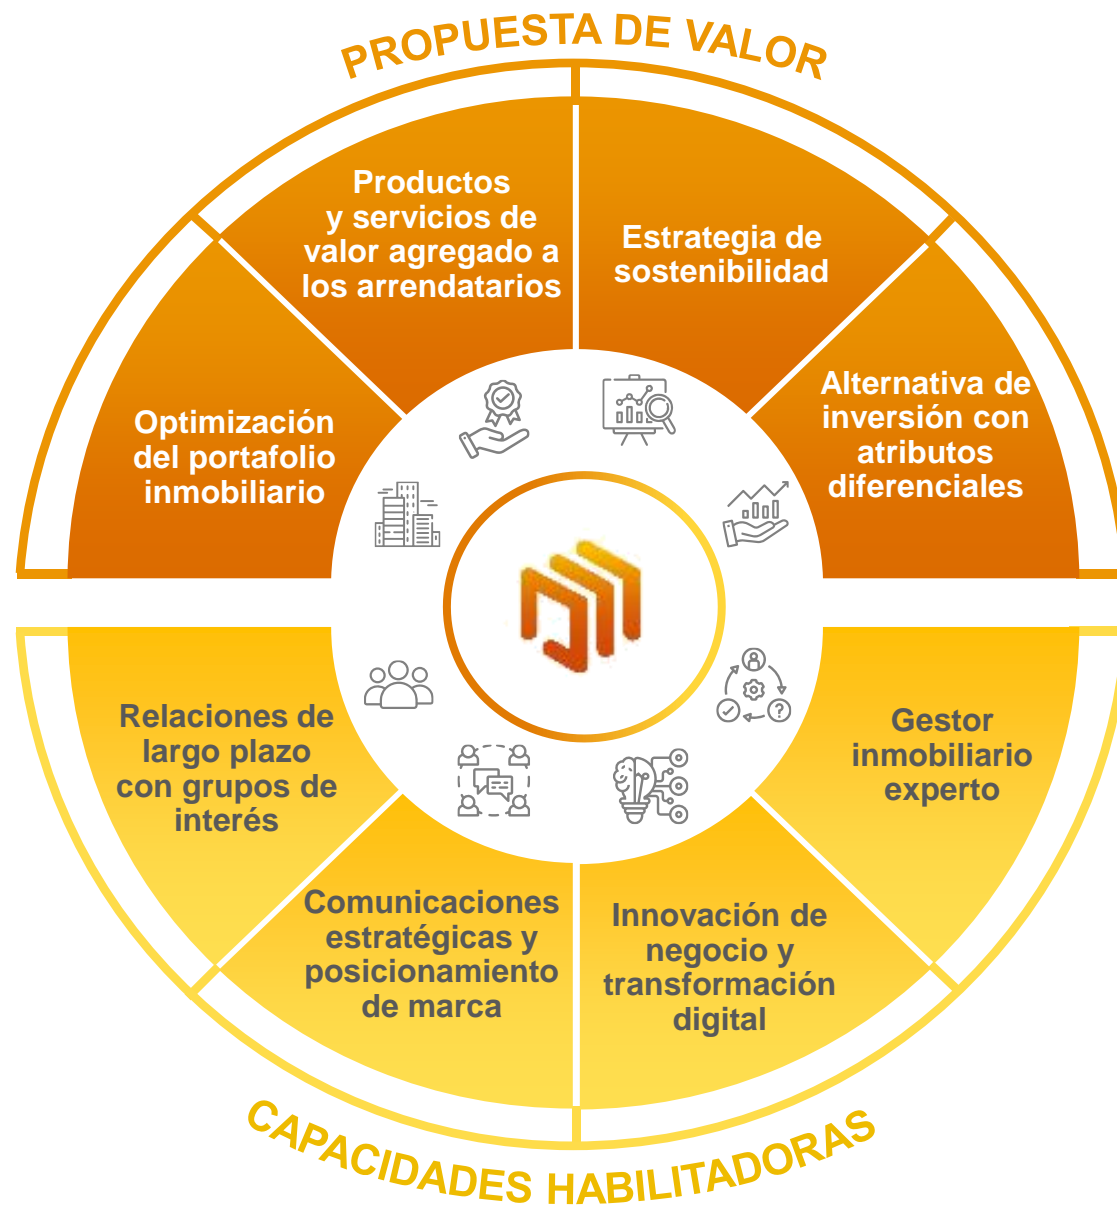 PROPUESTA DE VALOR
Productos
y servicios de
valor agregado a
los arrendatarios
Estrategia de
sostenibilidad
Optimización
del portafolio
inmobiliario
Alternativa de
inversión con
atributos
diferenciales
Relaciones de
largo plazo
con grupos de
interés
Gestor
inmobiliario
experto
Comunicaciones
estratégicas y
posicionamiento
de marca
Innovación de
negocio y
transformación
digital
CAPACIDADES HABILITADORAS